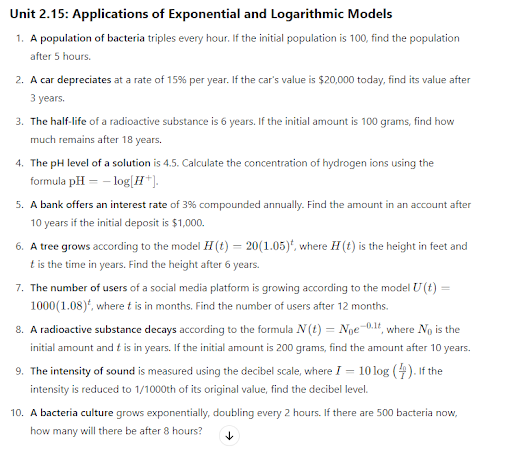 Unit 2.15: Applications of Exponential and Logarithmic Models
1. A population of bacteria triples every hour. If the initial population is 100, find the population
after 5 hours.
2. A car depreciates at a rate of 15% per year. If the car's value is $20,000 today, find its value after
3 years.
3. The half-life of a radioactive substance is 6 years. If the initial amount is 100 grams, find how
much remains after 18 years.
4. The pH level of a solution is 4.5. Calculate the concentration of hydrogen ions using the
formula pH = − log[H⁺].
5. A bank offers an interest rate of 3% compounded annually. Find the amount in an account after
10 years if the initial deposit is $1,000.
6. A tree grows according to the model H(t) = 20(1.05)ᵗ, where H(t) is the height in feet and
t is the time in years. Find the height after 6 years.
7. The number of users of a social media platform is growing according to the model U(t) =
1000(1.08)ᵗ, where t is in months. Find the number of users after 12 months.
8. A radioactive substance decays according to the formula N(t) = N₀e^−0.1t, where N₀ is the
initial amount and t is in years. If the initial amount is 200 grams, find the amount after 10 years.
9. The intensity of sound is measured using the decibel scale, where I = 10 log (I₀/I). If the
intensity is reduced to 1/1000th of its original value, find the decibel level.
10. A bacteria culture grows exponentially, doubling every 2 hours. If there are 500 bacteria now,
how many will there be after 8 hours?